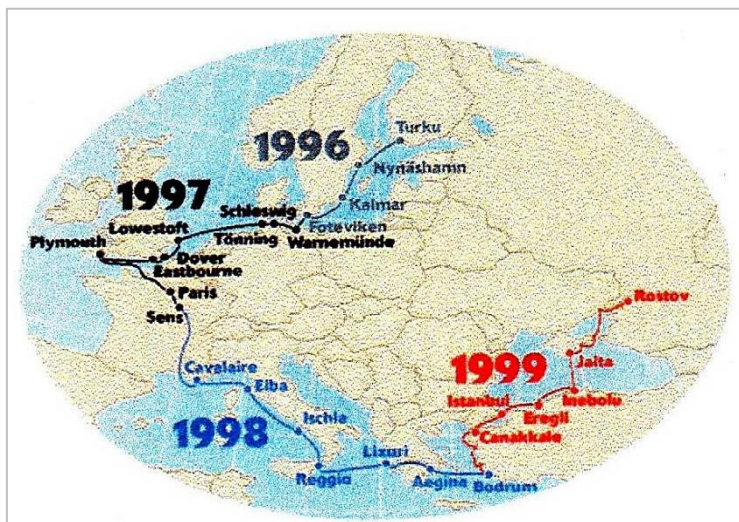 Turku
1996
Nynäshamn
1997
Kalmar
Schleswig
Lowestoft
Foteviken
Tönning
Plymouth
Warnemünde
Dover
Eastbourne
Paris
Rostov
Sens
Jalta
1999
Cavalaire
Elba
Inebolu
Istanbul
Eregli
Ischia
1998
Canakkale
Lixuri
Reggio
Aegina
Bodrum